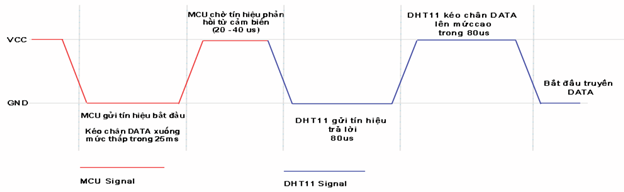 MCU chờ tín hiệu phản
hồi từ cảm biến
(20 - 40 us)
DHT11 kéo chân DATA
lên mứccao
trong 80us
VCC
Bắt đầu truyền
DATA
GND
MCU gửi tín hiệu bắt đầu
Kéo chân DATA xuống
mức thấp trong 25ms
DHT11 gửi tín hiệu
trả lời
80us
MCU Signal
DHT11 Signal